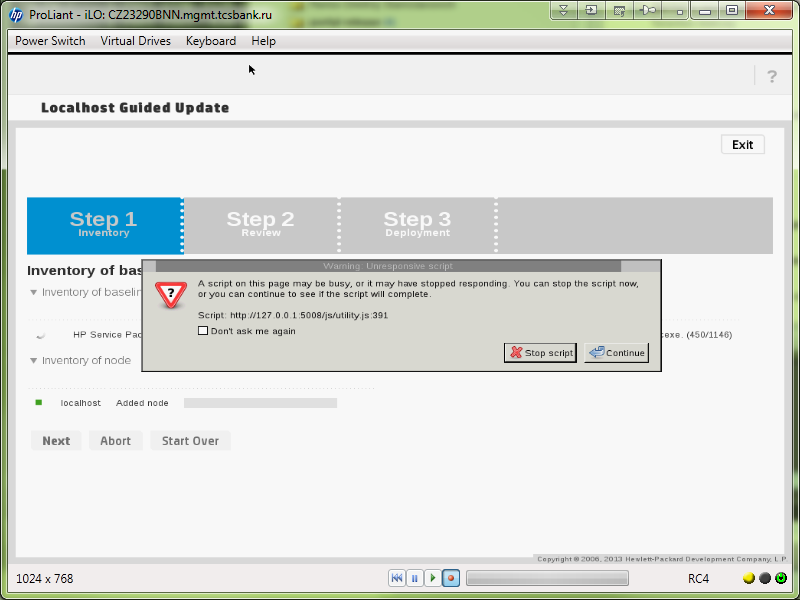 ProLiant - iLO: CZ23290BNN.mgmt.tcsbank.ru
Power Switch Virtual Drives Keyboard Help
?
Localhost Guided Update
Exit
Step 1 Step 2 Step 3
Inventory Review Deployment
Inventory of bas
Warning: Unresponsive script
A script on this page may be busy, or it may have stopped responding. You can stop the script now,
or you can continue to see if the script will complete.
Inventory of baselin
Script: http://127.0.0.1:5008/js/utility.js:391
Don't ask me again
HP Service Pac
exe. (450/1146)
Stop script Continue
Inventory of node
localhost Added node
Next Abort Start Over
Copyright © 2006, 2013 Hewlett-Packard Development Company, L.P.
1024 x 768 RC4